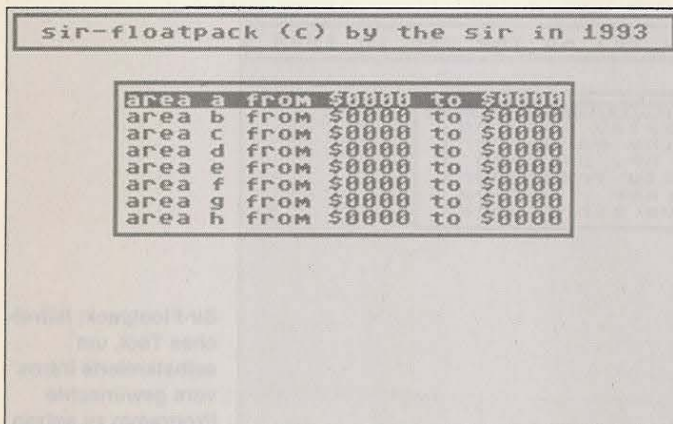 sir-floatpack (c) by the sir in 1993
area a from $0000 to $0000
area b from $0000 to $0000
area c from $0000 to $0000
area d from $0000 to $0000
area e from $0000 to $0000
area f from $0000 to $0000
area g from $0000 to $0000
area h from $0000 to $0000